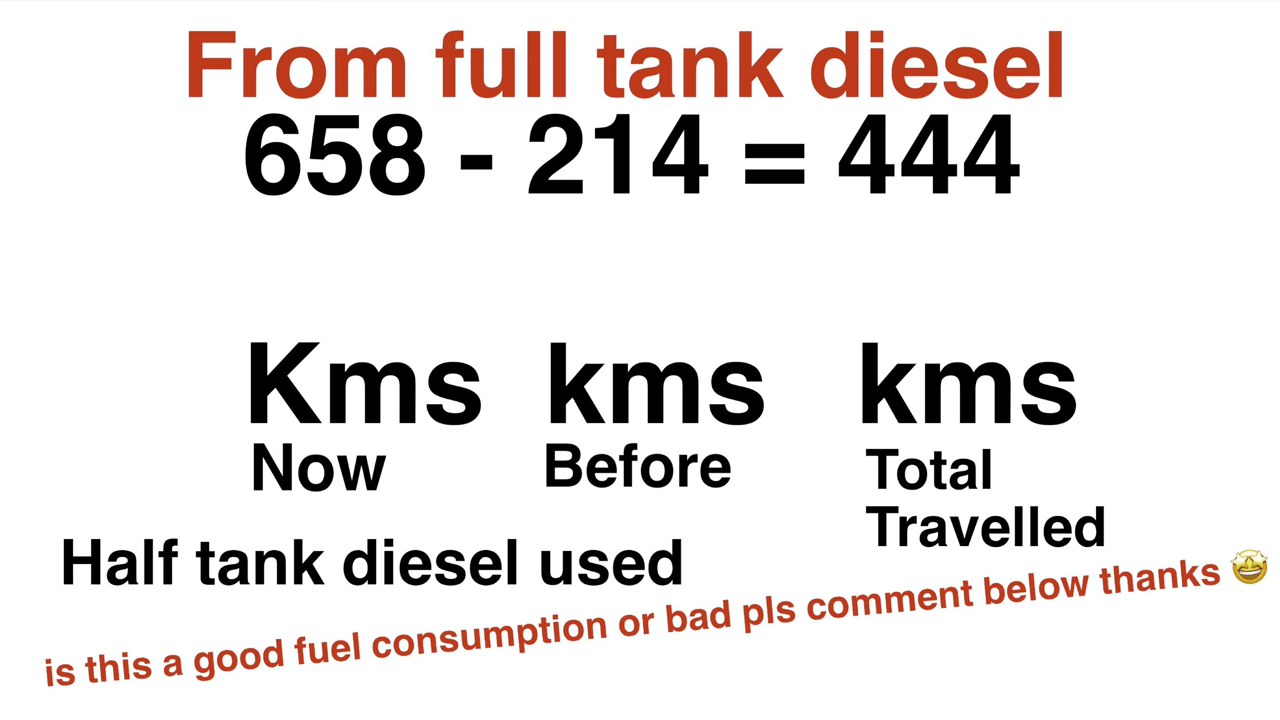 From full tank diesel
658 - 214 = 444
Kms kms kms
Now Before Total
Travelled
Half tank diesel used
is this a good fuel consumption or bad pls comment below thanks 🤩